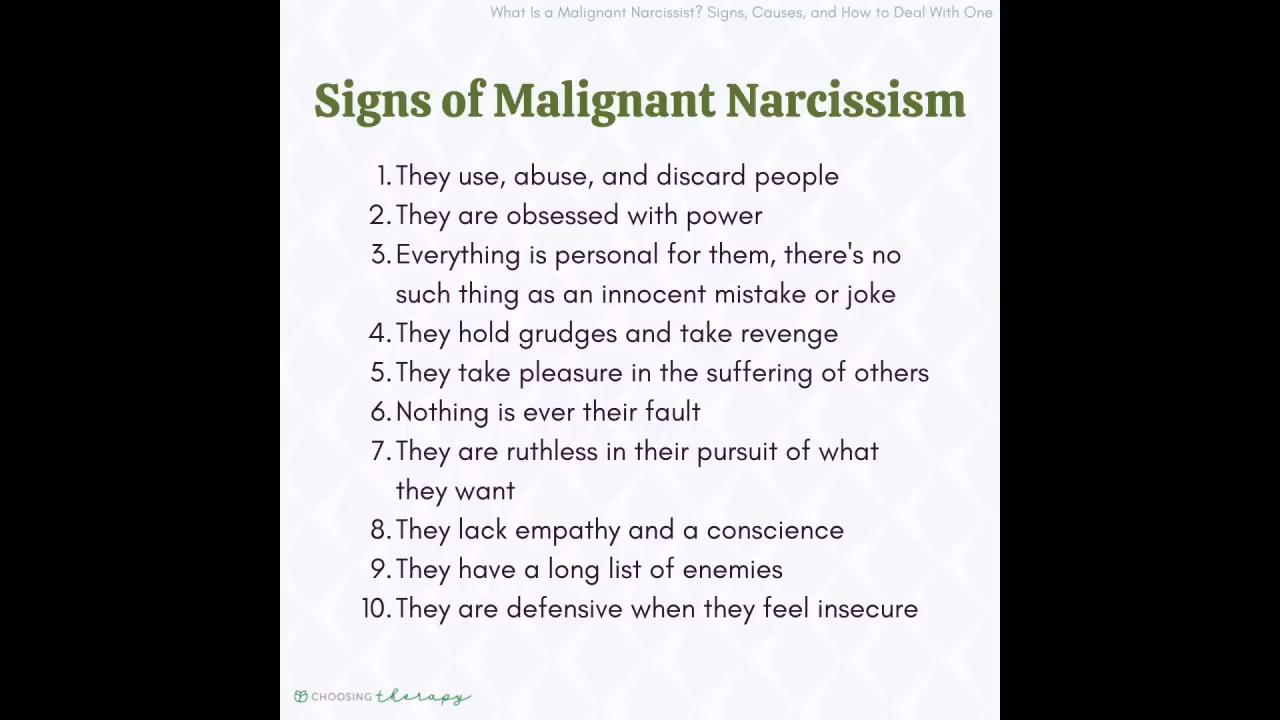 What Is a Malignant Narcissist? Signs, Causes, and How to Deal With One
Signs of Malignant Narcissism
1. They use, abuse, and discard people
2. They are obsessed with power
3. Everything is personal for them, there's no
such thing as an innocent mistake or joke
4. They hold grudges and take revenge
5. They take pleasure in the suffering of others
6. Nothing is ever their fault
7. They are ruthless in their pursuit of what
they want
8. They lack empathy and a conscience
9. They have a long list of enemies
10. They are defensive when they feel insecure
CHOOSING therapy